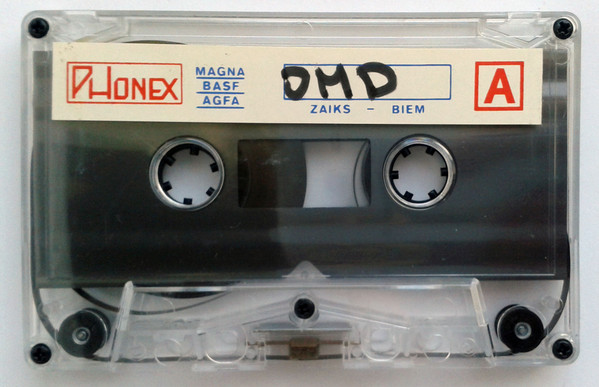 PHONEX
MAGNA
BASF
AGFA
OMD
ZAIKS – BIEM
A